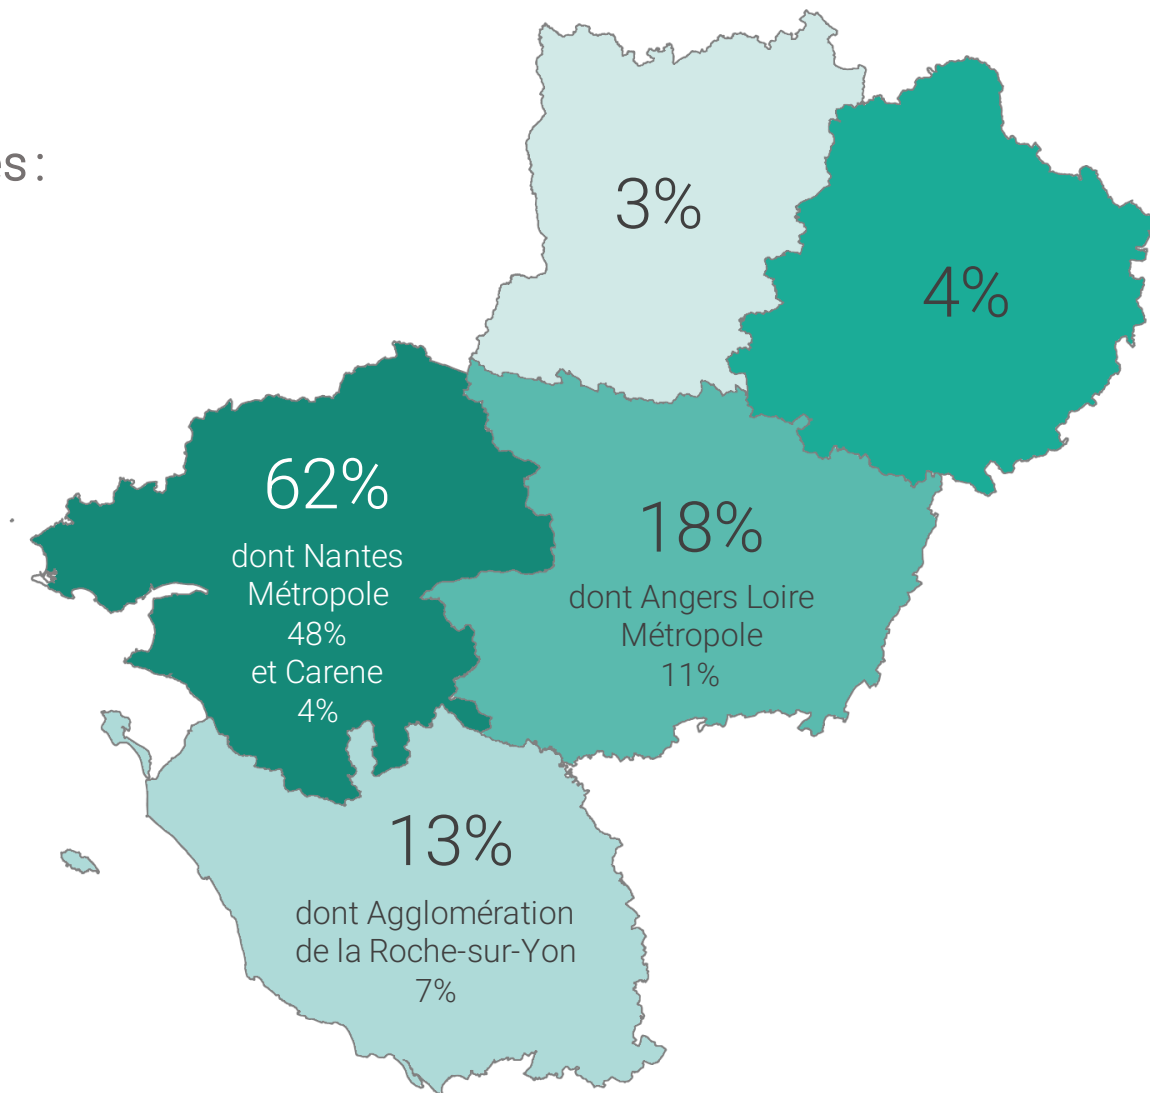 es :
3%
4%
62%
dont Nantes
Métropole
48%
et Carene
4%
18%
dont Angers Loire
Métropole
11%
13%
dont Agglomération
de la Roche-sur-Yon
7%